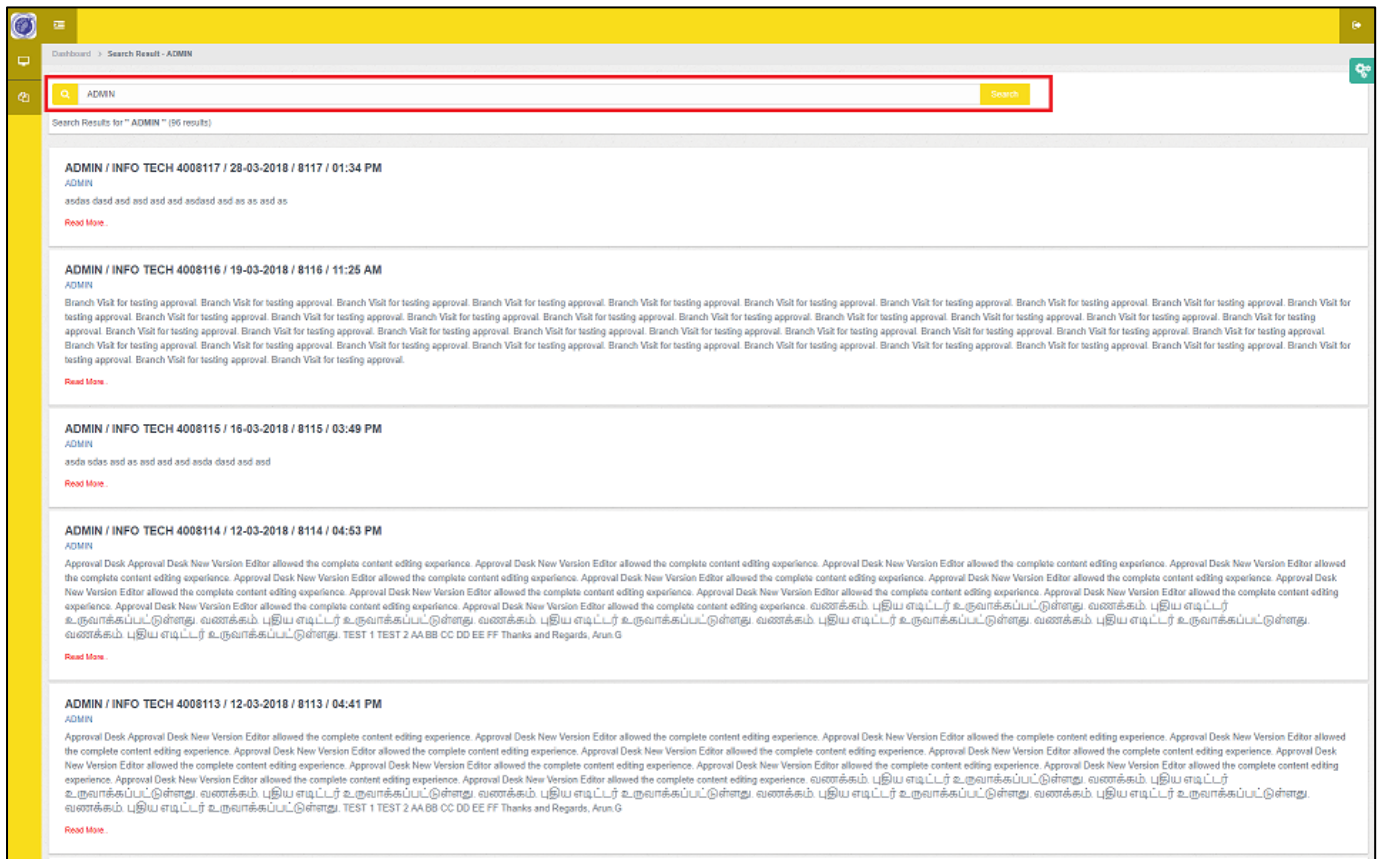 Dashboard > Search Result - ADMIN
ADMIN
Search
Search Results for " ADMIN " (96 results)
ADMIN / INFO TECH 4008117 / 28-03-2018 / 8117 / 01:34 PM
ADMIN
asdas dasd asd asd asd asd asdasd asd as as asd as
Read More..
ADMIN / INFO TECH 4008116 / 19-03-2018 / 8116 / 11:25 AM
ADMIN
Branch Visit for testing approval. Branch Visit for testing approval. Branch Visit for testing approval. Branch Visit for testing approval. Branch Visit for testing approval. Branch Visit for testing approval. Branch Visit for testing approval. Branch Visit for testing approval. Branch Visit for testing approval. Branch Visit for
testing approval. Branch Visit for testing approval. Branch Visit for testing approval. Branch Visit for testing approval. Branch Visit for testing approval. Branch Visit for testing approval. Branch Visit for testing approval. Branch Visit for testing approval. Branch Visit for testing approval. Branch Visit for testing
approval. Branch Visit for testing approval. Branch Visit for testing approval. Branch Visit for testing approval. Branch Visit for testing approval. Branch Visit for testing approval. Branch Visit for testing approval. Branch Visit for testing approval. Branch Visit for testing approval. Branch Visit for testing approval.
Branch Visit for testing approval. Branch Visit for testing approval. Branch Visit for testing approval. Branch Visit for testing approval. Branch Visit for testing approval. Branch Visit for testing approval. Branch Visit for testing approval. Branch Visit for testing approval. Branch Visit for testing approval. Branch Visit for
testing approval. Branch Visit for testing approval. Branch Visit for testing approval.
Read More..
ADMIN / INFO TECH 4008115 / 16-03-2018 / 8115 / 03:49 PM
ADMIN
asda sdas asd as asd asd asd asda dasd asd asd
Read More..
ADMIN / INFO TECH 4008114 / 12-03-2018 / 8114 / 04:53 PM
ADMIN
Approval Desk Approval Desk New Version Editor allowed the complete content editing experience. Approval Desk New Version Editor allowed the complete content editing experience. Approval Desk New Version Editor allowed the complete content editing experience. Approval Desk New Version Editor allowed
the complete content editing experience. Approval Desk New Version Editor allowed the complete content editing experience. Approval Desk New Version Editor allowed the complete content editing experience. Approval Desk New Version Editor allowed the complete content editing experience. Approval Desk
New Version Editor allowed the complete content editing experience. Approval Desk New Version Editor allowed the complete content editing experience. Approval Desk New Version Editor allowed the complete content editing experience. Approval Desk New Version Editor allowed the complete content editing
experience. Approval Desk New Version Editor allowed the complete content editing experience. Approval Desk New Version Editor allowed the complete content editing experience. வணக்கம். புதிய எடிட்டர் உருவாக்கப்பட்டுள்ளது. வணக்கம். புதிய எடிட்டர்
உருவாக்கப்பட்டுள்ளது. வணக்கம். புதிய எடிட்டர் உருவாக்கப்பட்டுள்ளது. வணக்கம். புதிய எடிட்டர் உருவாக்கப்பட்டுள்ளது. வணக்கம். புதிய எடிட்டர் உருவாக்கப்பட்டுள்ளது. வணக்கம். புதிய எடிட்டர் உருவாக்கப்பட்டுள்ளது.
வணக்கம். புதிய எடிட்டர் உருவாக்கப்பட்டுள்ளது. TEST 1 TEST 2 AA BB CC DD EE FF Thanks and Regards, Arun.G
Read More..
ADMIN / INFO TECH 4008113 / 12-03-2018 / 8113 / 04:41 PM
ADMIN
Approval Desk Approval Desk New Version Editor allowed the complete content editing experience. Approval Desk New Version Editor allowed the complete content editing experience. Approval Desk New Version Editor allowed the complete content editing experience. Approval Desk New Version Editor allowed
the complete content editing experience. Approval Desk New Version Editor allowed the complete content editing experience. Approval Desk New Version Editor allowed the complete content editing experience. Approval Desk New Version Editor allowed the complete content editing experience. Approval Desk
New Version Editor allowed the complete content editing experience. Approval Desk New Version Editor allowed the complete content editing experience. Approval Desk New Version Editor allowed the complete content editing experience. Approval Desk New Version Editor allowed the complete content editing
experience. Approval Desk New Version Editor allowed the complete content editing experience. Approval Desk New Version Editor allowed the complete content editing experience. வணக்கம். புதிய எடிட்டர் உருவாக்கப்பட்டுள்ளது. வணக்கம். புதிய எடிட்டர்
உருவாக்கப்பட்டுள்ளது. வணக்கம். புதிய எடிட்டர் உருவாக்கப்பட்டுள்ளது. வணக்கம். புதிய எடிட்டர் உருவாக்கப்பட்டுள்ளது. வணக்கம். புதிய எடிட்டர் உருவாக்கப்பட்டுள்ளது. வணக்கம். புதிய எடிட்டர் உருவாக்கப்பட்டுள்ளது.
வணக்கம். புதிய எடிட்டர் உருவாக்கப்பட்டுள்ளது. TEST 1 TEST 2 AA BB CC DD EE FF Thanks and Regards, Arun.G
Read More..